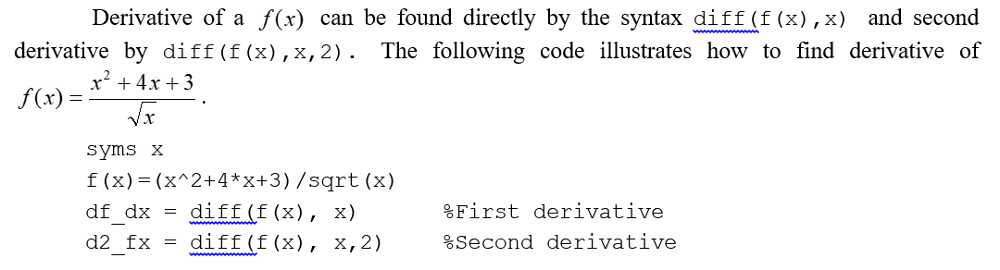 Derivative of a f(x) can be found directly by the syntax diff(f(x),x) and second
derivative by diff(f(x),x,2). The following code illustrates how to find derivative of
f(x) = \frac{x^2 + 4x + 3}{\sqrt{x}}.
syms x
f(x)=(x^2+4*x+3)/sqrt(x)
df_dx = diff(f(x), x) %First derivative
d2_fx = diff(f(x), x,2) %Second derivative